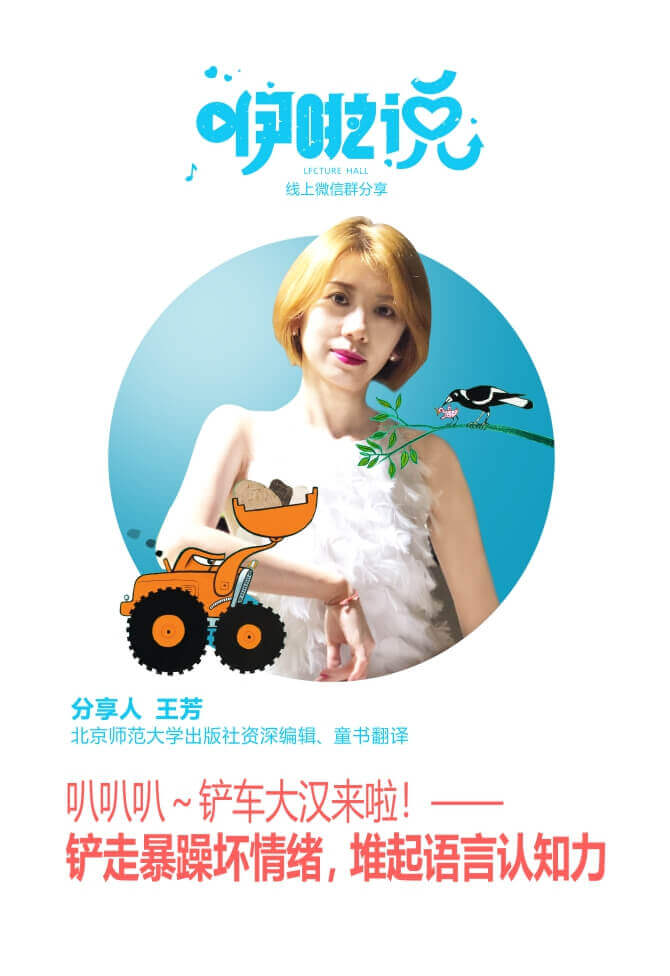 咿啦说
LECTURE HALL
线上微信群分享
分享人 王芳
北京师范大学出版社资深编辑、童书翻译
叭叭叭～铲车大汉来啦！——
铲走暴躁坏情绪，堆起语言认知力